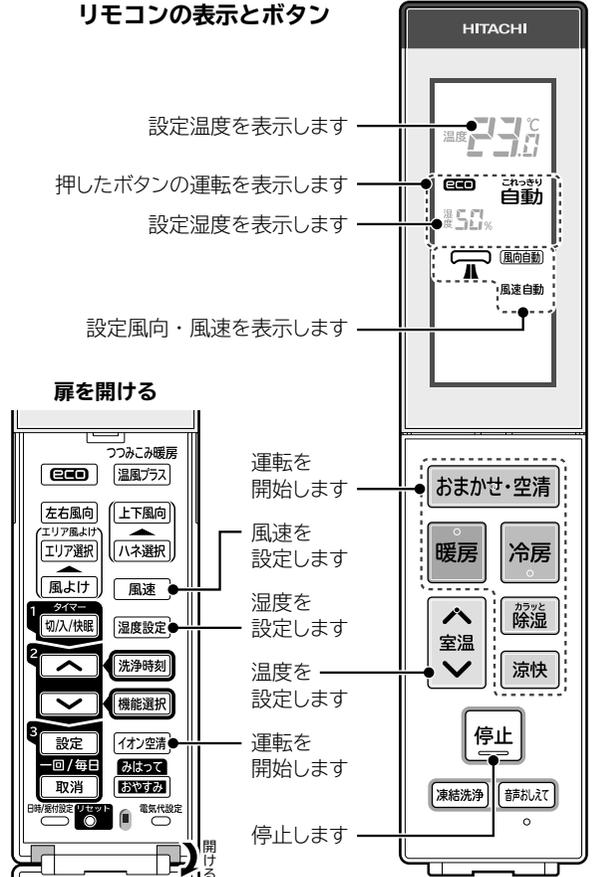 リモコンの表示とボタン
HITACHI
設定温度を表示します
温度 23.0 ℃
押したボタンの運転を表示します
eco
これっきり
自動
設定湿度を表示します
湿度 50%
風向自動
風速自動
設定風向・風速を表示します
扉を開ける
つつみこみ暖房
eco 温風プラス
左右風向 上下風向
エリア風よけ
エリア選択 ハネ選択
風よけ 風速
1 タイマー
切/入/快眠 湿度設定
2
洗浄時刻
機能選択
3
設定 イオン空清
一回/毎日 みはって
取消 おやすみ
日時/据付設定 リセット 電気代設定
開ける
運転を
開始します
風速を
設定します
湿度を
設定します
温度を
設定します
運転を
開始します
停止します
おまかせ・空清
暖房 冷房
室温
カラッと
除湿
涼快
停止
凍結洗浄 音声おしえて